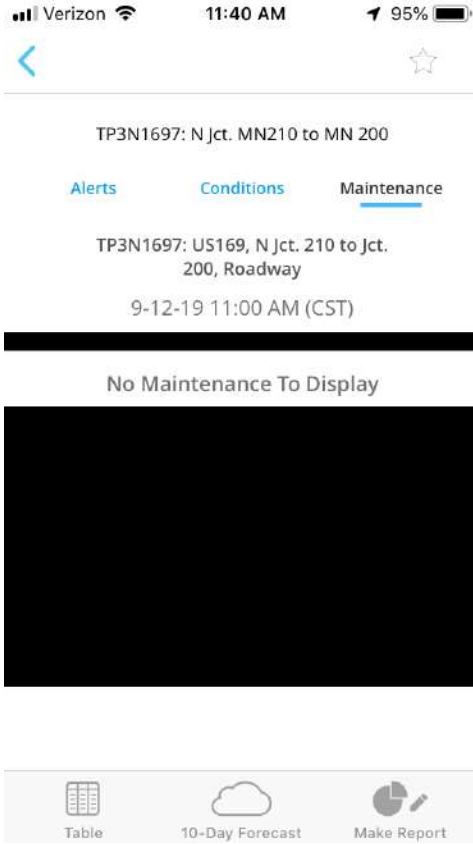 Verizon 11:40 AM 95%
TP3N1697: N Jct. MN210 to MN 200
Alerts Conditions Maintenance
TP3N1697: US169, N Jct. 210 to Jct.
200, Roadway
9-12-19 11:00 AM (CST)
No Maintenance To Display
Table 10-Day Forecast Make Report